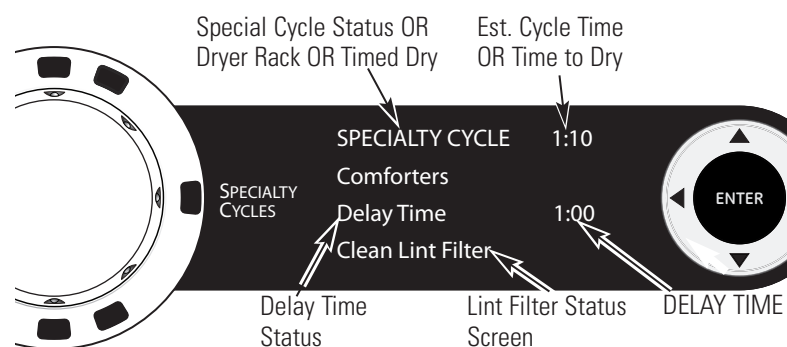 Special Cycle Status OR
Dryer Rack OR Timed Dry
Est. Cycle Time
OR Time to Dry
SPECIALTY CYCLE 1:10
Comforters
SPECIALTY
CYCLES
Delay Time 1:00
Clean Lint Filter
ENTER
Delay Time
Status
Lint Filter Status
Screen
DELAY TIME